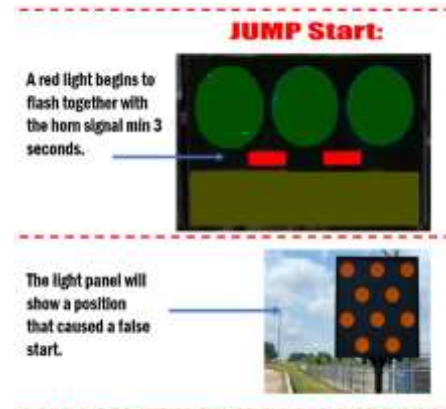 JUMP Start:
A red light begins to
flash together with
the horn signal min 3
seconds.
The light panel will
show a position
that caused a false
start.